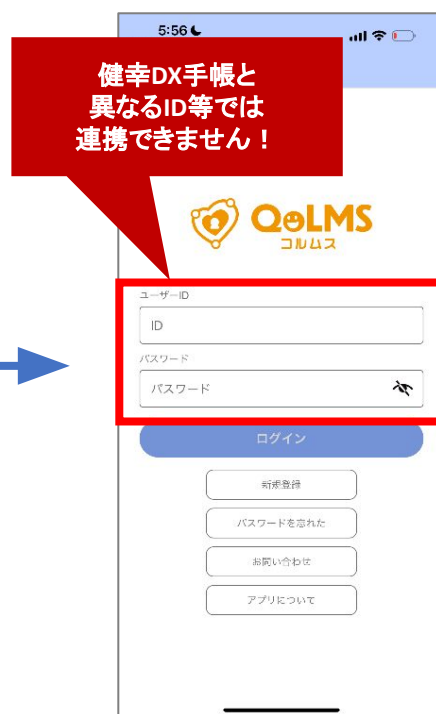 5:56
健幸DX手帳と
異なるID等では
連携できません！
QOLMS
コルムス
ユーザーID
ID
パスワード
パスワード
ログイン
新規登録
パスワードを忘れた
お問い合わせ
アプリについて